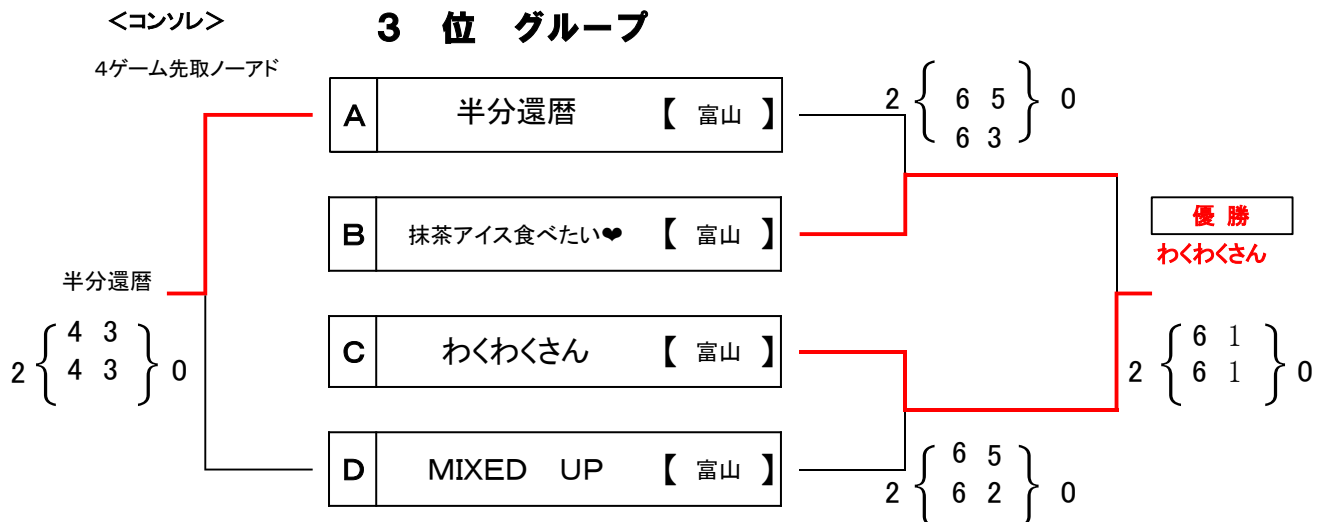 ＜コンソレ＞
３　位　グループ
4ゲーム先取ノーアド
A 半分還暦 【 富山 】
2 { 6 5 } 0
6 3
B 抹茶アイス食べたい❤ 【 富山 】
優 勝
わくわくさん
半分還暦
C わくわくさん 【 富山 】
2 { 4 3 } 0
4 3
2 { 6 1 } 0
6 1
D ＭＩＸＥＤ　ＵＰ 【 富山 】
2 { 6 5 } 0
6 2